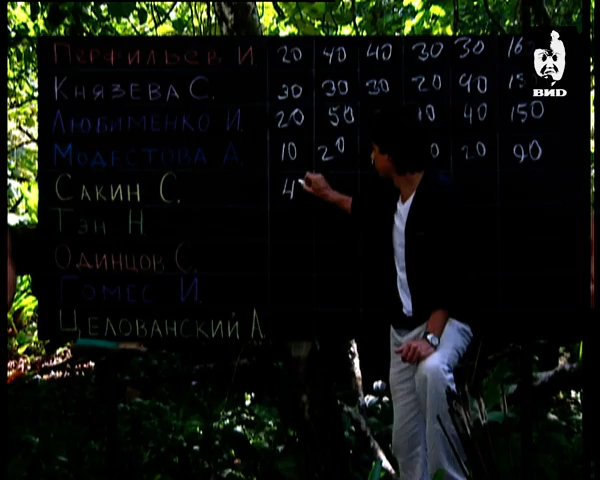 Перфильев И. 20 40 40 30 30
Князева С. 30 30 30 20 40
ВИD
Любименко И. 20 50 40 150
Модестова А. 10 20 20 90
Сакин С. 4
Тэн Н
Одинцов С.
Гомес И.
Целованский А.